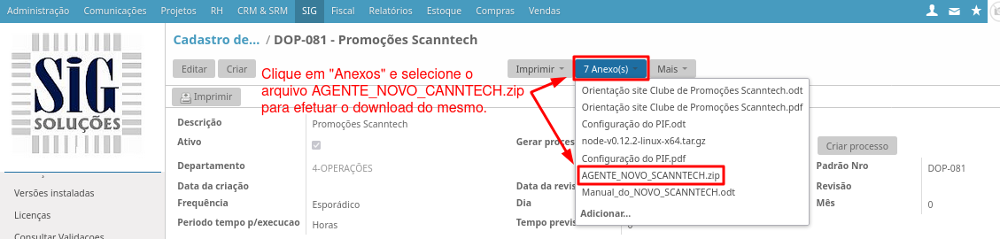 Administração Comunicações Projetos RH CRM & SRM SIG Fiscal Relatórios Estoque Compras Vendas
SiG
SOLUÇÕES
Versões instaladas
Licenças
Consultar Validacoes
Cadastro de... / DOP-081 - Promoções Scanntech
Editar Criar Imprimir 7 Anexo(s) Mais
Clique em "Anexos" e selecione o
arquivo AGENTE_NOVO_CANNTECH.zip
para efetuar o download do mesmo.
Imprimir
Orientação site Clube de Promoções Scanntech.odt
Orientação site Clube de Promoções Scanntech.pdf
Configuração do PIF.odt
node-v0.12.2-linux-x64.tar.gz
Configuração do PIF.pdf
AGENTE_NOVO_SCANNTECH.zip
Manual_do_NOVO_SCANNTECH.odt
Adicionar...
Descrição Promoções Scanntech
Ativo Gerar proces Criar processo
Departamento 4-OPERAÇÕES Padrão Nro DOP-081
Data da criação Data da revis Revisão
Frequência Esporádico Dia Mês 0
Periodo tempo p/execucao Horas Tempo previs